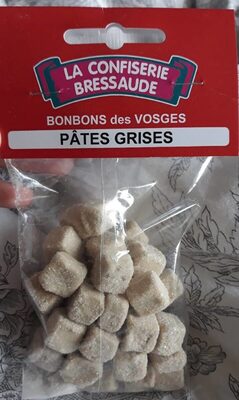 LA CONFISERIE
BRESSAUDE
BONBONS des VOSGES
PÂTES GRISES